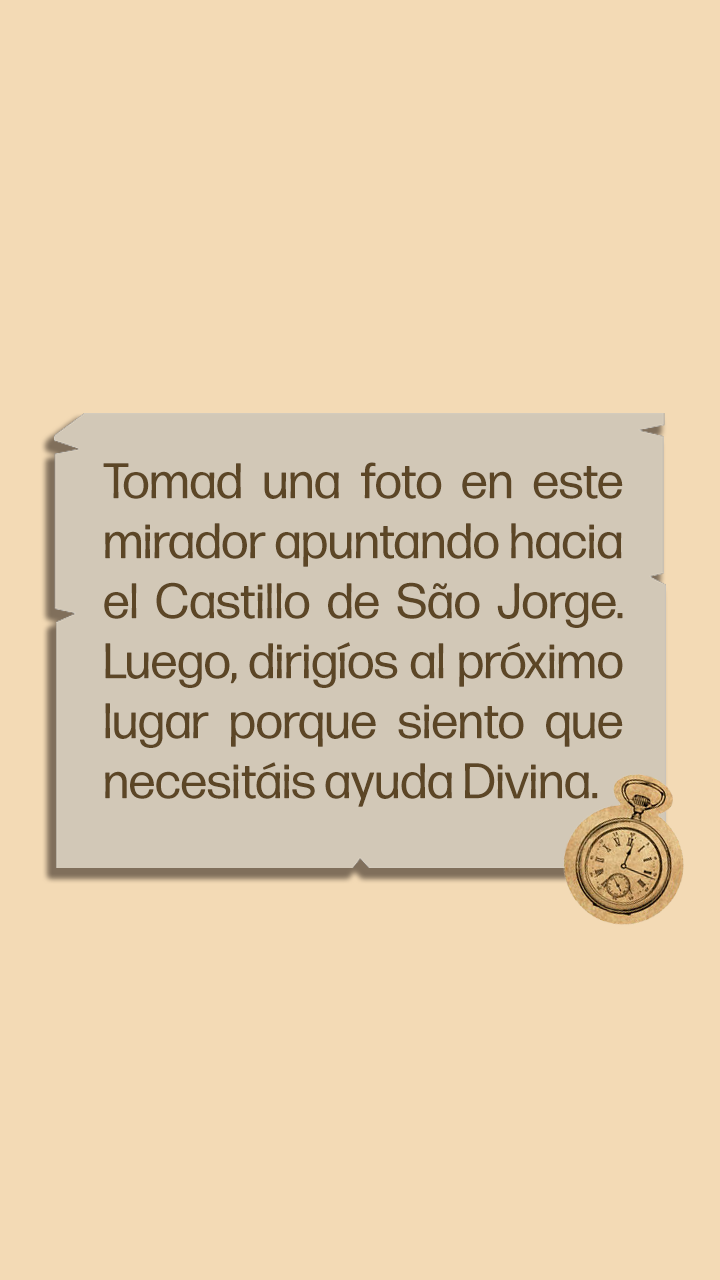 Tomad una foto en este
mirador apuntando hacia
el Castillo de São Jorge.
Luego, dirigíos al próximo
lugar porque siento que
necesitáis ayuda Divina.